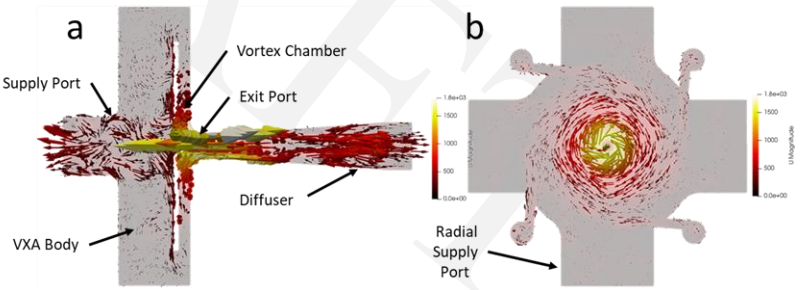 a
Vortex Chamber
Supply Port
Exit Port
Diffuser
VXA Body
1.8e+03
1500
1000
500
0.0e+00
U Magnitude
b
1.8e+03
1500
1000
500
0.0e+00
U Magnitude
Radial
Supply
Port